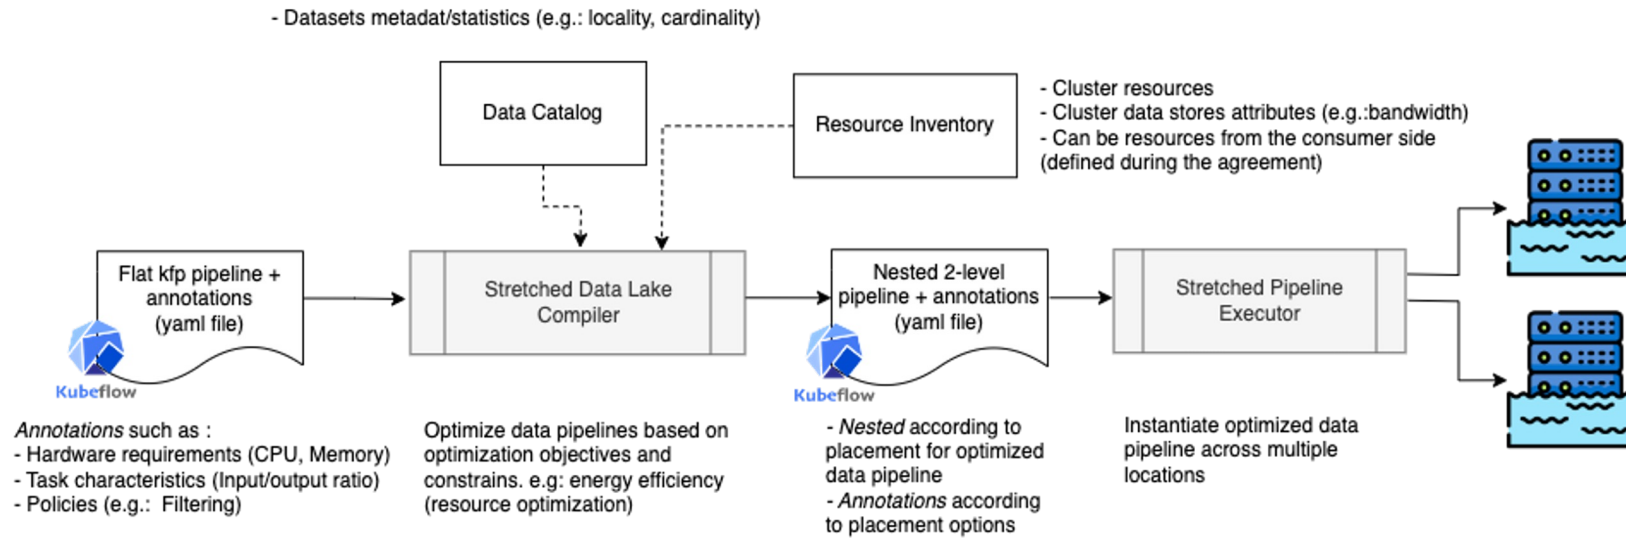 - Datasets metadat/statistics (e.g.: locality, cardinality)
Data Catalog
Resource Inventory
- Cluster resources
- Cluster data stores attributes (e.g.:bandwidth)
- Can be resources from the consumer side
(defined during the agreement)
Flat kfp pipeline +
annotations
(yaml file)
Kubeflow
Stretched Data Lake
Compiler
Nested 2-level
pipeline + annotations
(yaml file)
Kubeflow
Stretched Pipeline
Executor
Annotations such as :
- Hardware requirements (CPU, Memory)
- Task characteristics (Input/output ratio)
- Policies (e.g.: Filtering)
Optimize data pipelines based on
optimization objectives and
constrains. e.g: energy efficiency
(resource optimization)
- Nested according to
placement for optimized
data pipeline
- Annotations according
to placement options
Instantiate optimized data
pipeline across multiple
locations